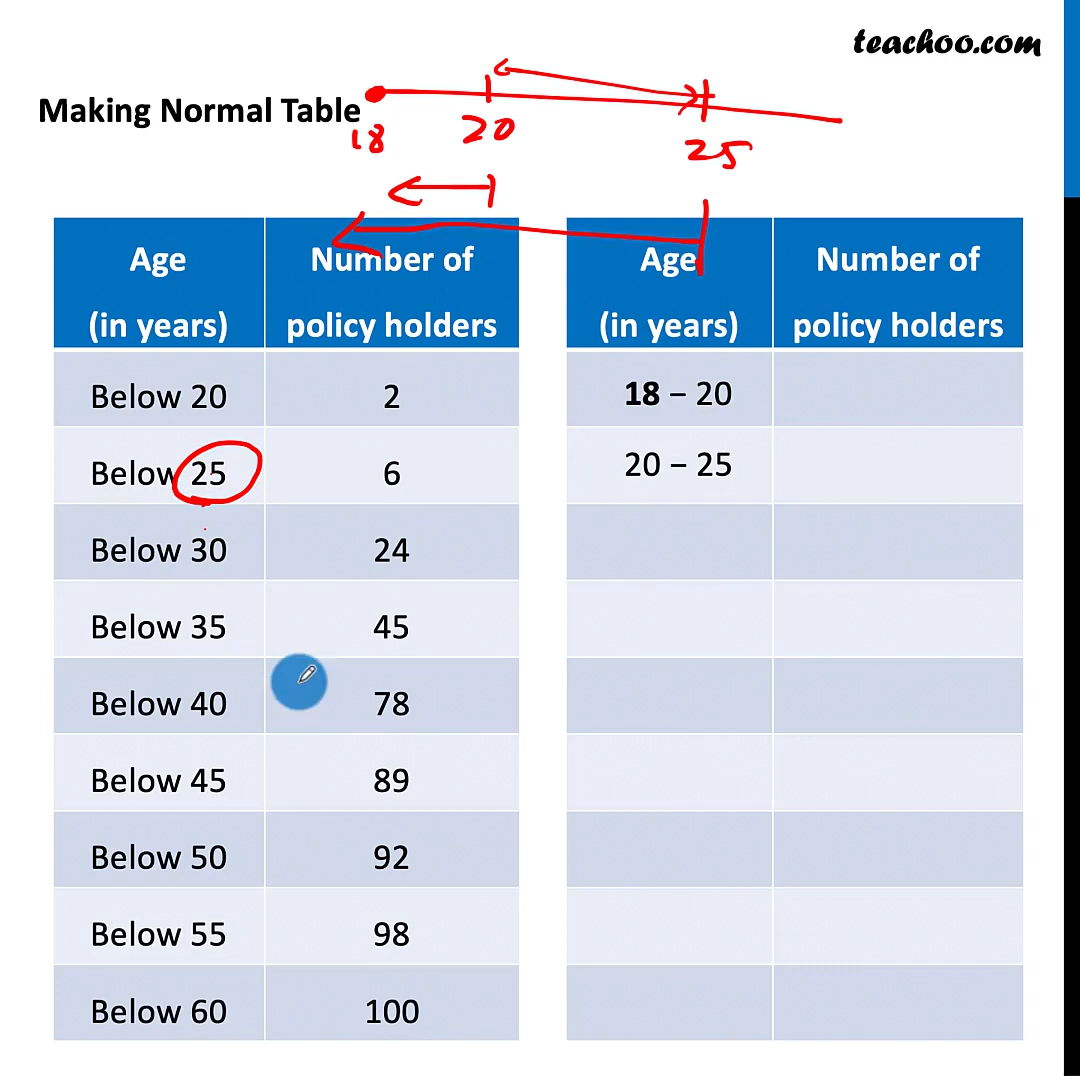 teachoo.com
Making Normal Table
18 20 25
Age (in years) Number of policy holders
Below 20 2
Below 25 6
Below 30 24
Below 35 45
Below 40 78
Below 45 89
Below 50 92
Below 55 98
Below 60 100
Age (in years) Number of policy holders
18 – 20
20 – 25